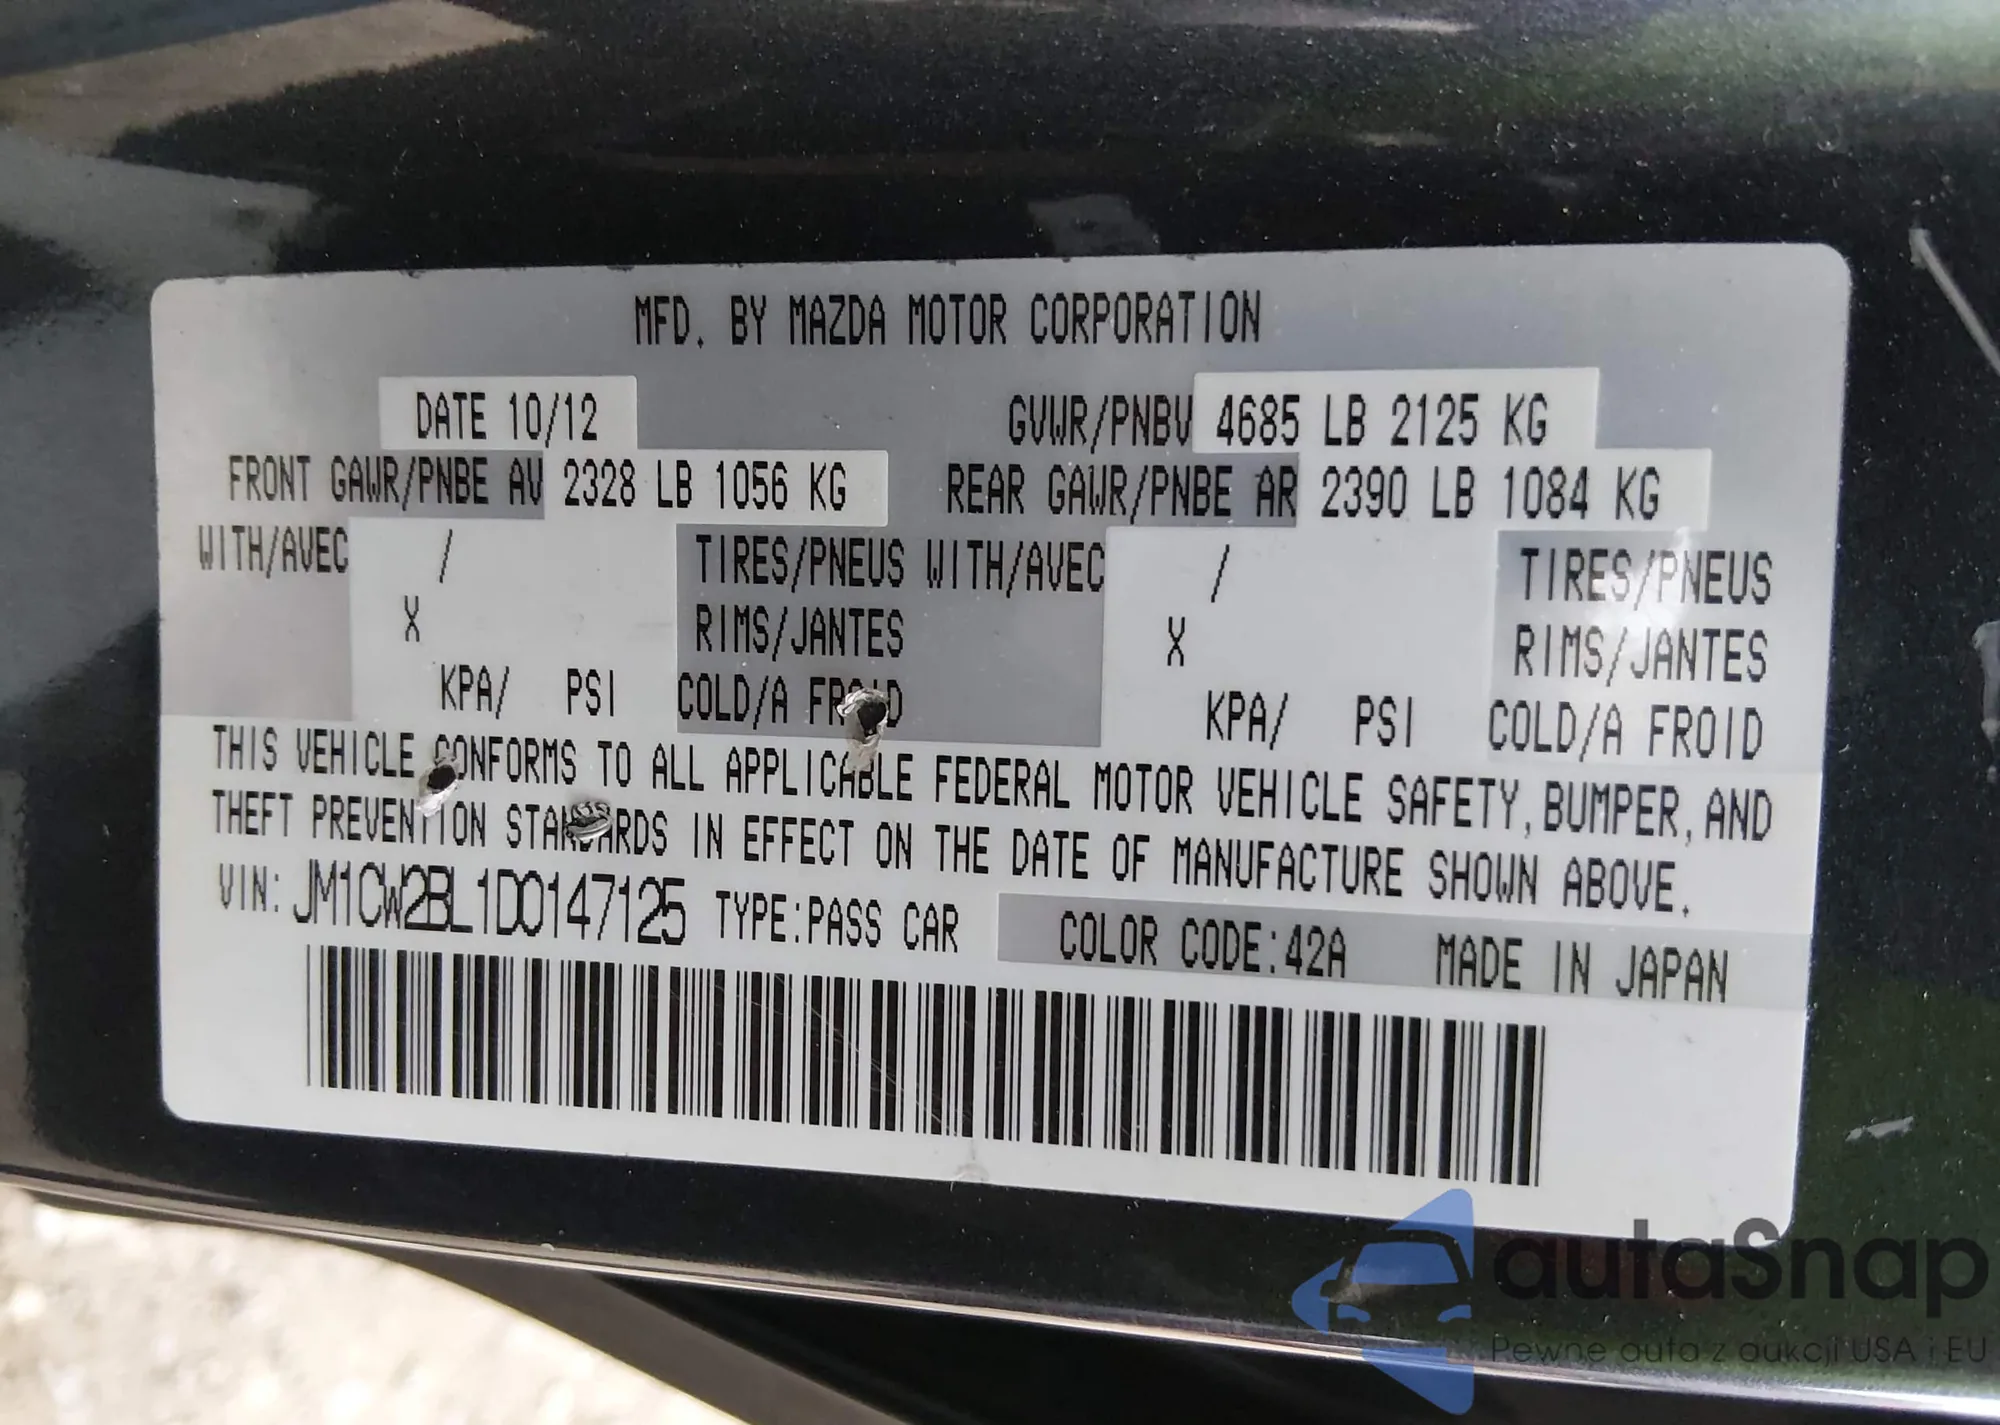 MFD. BY MAZDA MOTOR CORPORATION
DATE 10/12 GVWR/PNBV 4685 LB 2125 KG
FRONT GAWR/PNBE AV 2328 LB 1056 KG REAR GAWR/PNBE AR 2390 LB 1084 KG
WITH/AVEC / TIRES/PNEUS WITH/AVEC / TIRES/PNEUS
X RIMS/JANTES X RIMS/JANTES
KPA/ PSI COLD/A FROID KPA/ PSI COLD/A FROID
THIS VEHICLE CONFORMS TO ALL APPLICABLE FEDERAL MOTOR VEHICLE SAFETY, BUMPER, AND
THEFT PREVENTION STANDARDS IN EFFECT ON THE DATE OF MANUFACTURE SHOWN ABOVE.
VIN: JM1CW2BL1D0147125 TYPE:PASS CAR COLOR CODE:42A MADE IN JAPAN
autaSnap
Pewne auta z aukcji USA i EU